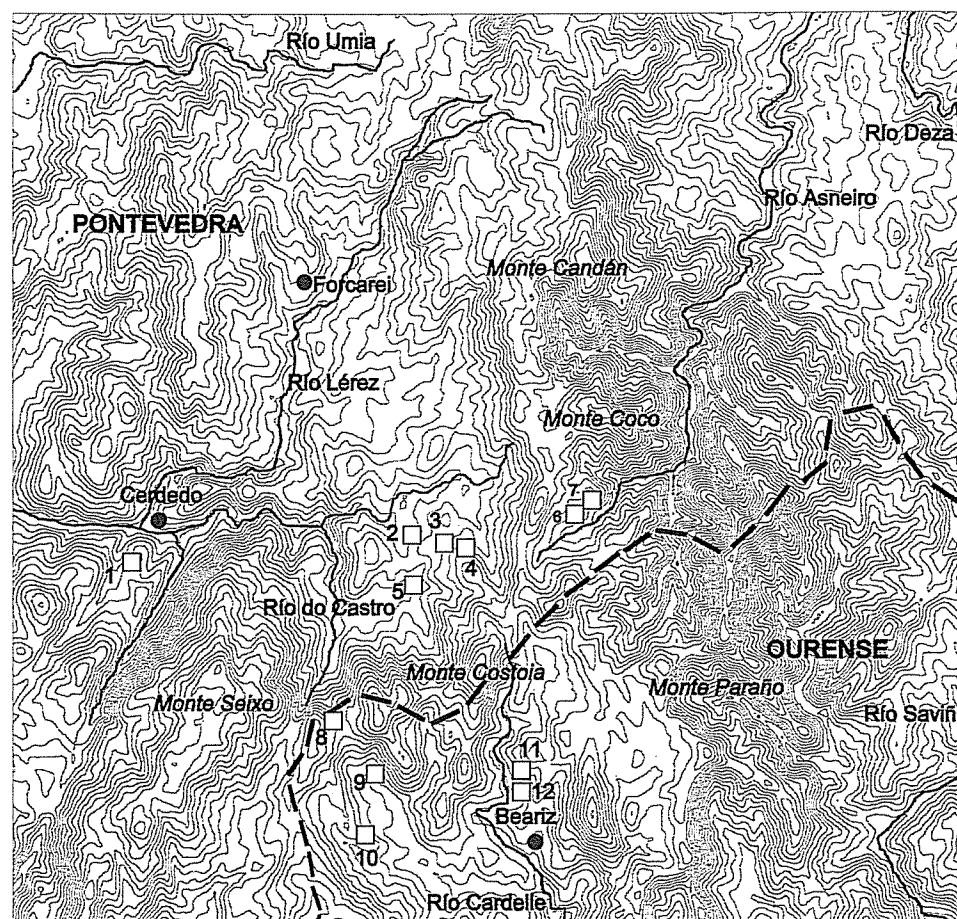 Río Umia
Río Deza
Río Asneiro
PONTEVEDRA
Monte Candán
Forcarei
Río Lérez
Monte Coco
Cerdedo
7
6
2
3
4
1
5
Río do Castro
OURENSE
Monte Costoia
Monte Paraño
Monte Seixo
Río Saviñ
8
11
9
12
Beariz
10
Río Cardelle